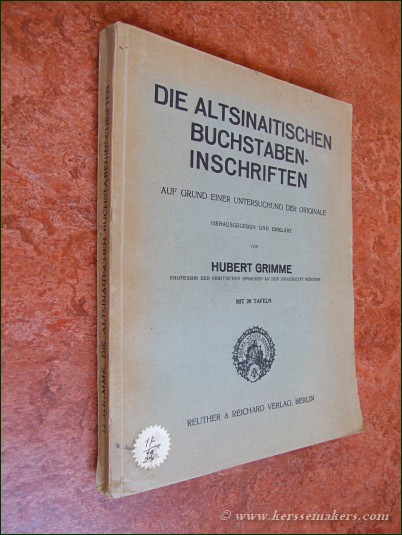 DIE ALTSINAITISCHEN
BUCHSTABEN-
INSCHRIFTEN
AUF GRUND EINER UNTERSUCHUNG DER ORIGINALE
HERAUSGEGEBEN UND ERKLÄRT
VON
HUBERT GRIMME
PROFESSOR DER SEMITISCHEN SPRACHEN AN DER UNIVERSITÄT MÜNSTER
MIT 28 TAFELN
REUTHER & REICHARD VERLAG, BERLIN
H. GRIMME, DIE ALTSINAITISCHEN BUCHSTABENINSCHRIFTEN
© www.kerssemakers.com